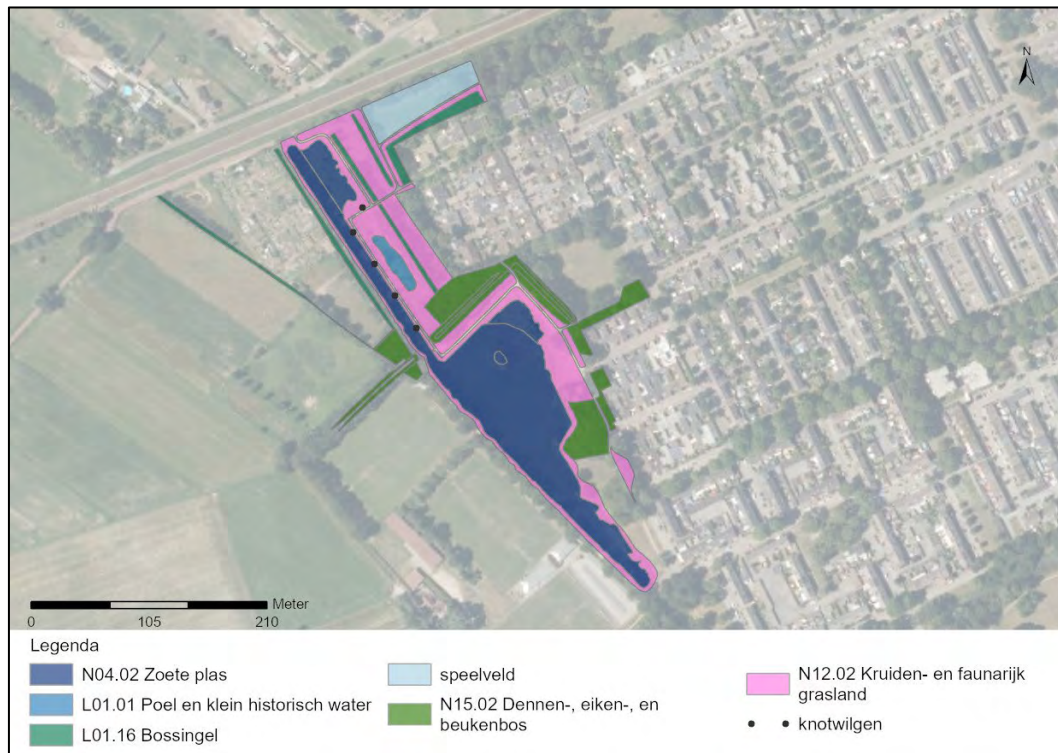 N
Meter
0 105 210
Legenda
N04.02 Zoete plas
L01.01 Poel en klein historisch water
L01.16 Bossingel
speelveld
N15.02 Dennen-, eiken-, en
beukenbos
N12.02 Kruiden- en faunarijk
grasland
knotwilgen